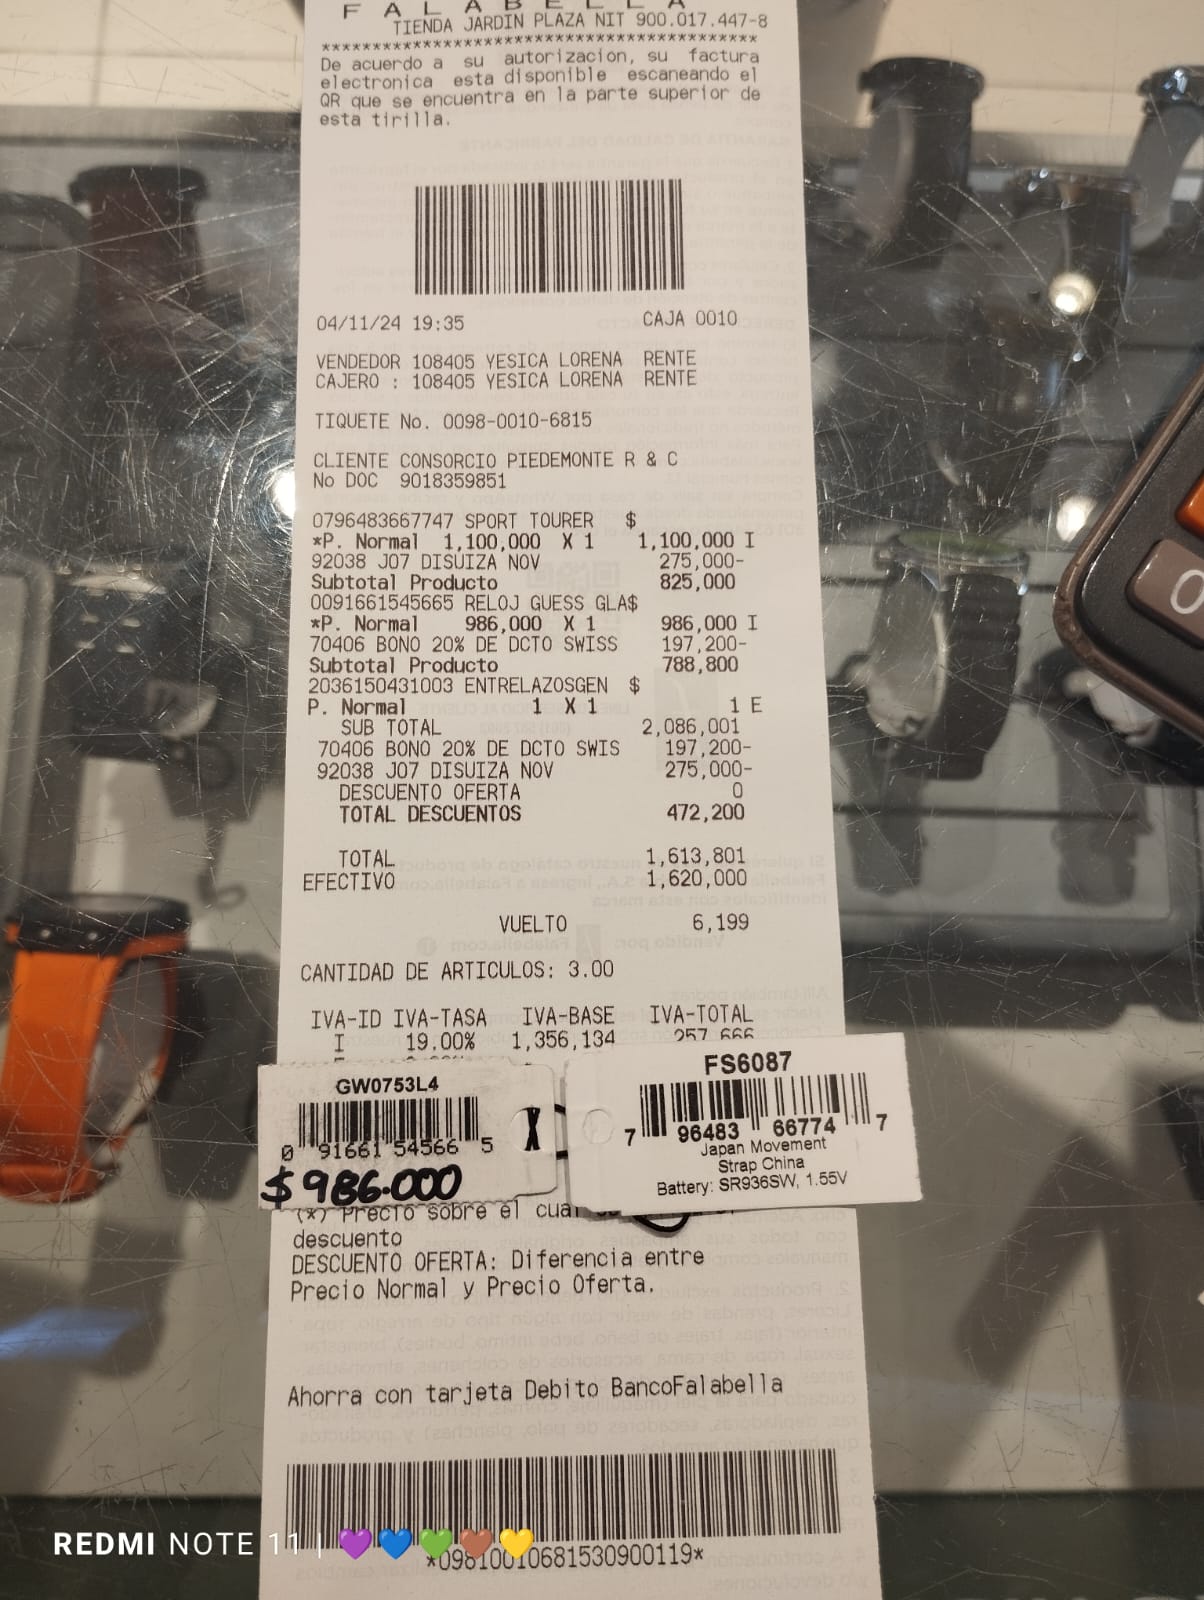 FALABELLA
TIENDA JARDIN PLAZA NIT 900.017.447-8
****************************************
De acuerdo a su autorizacion, su factura
electronica esta disponible escaneando el
QR que se encuentra en la parte superior de
esta tirilla.
04/11/24 19:35 CAJA 0010
VENDEDOR 108405 YESICA LORENA RENTE
CAJERO : 108405 YESICA LORENA RENTE
TIQUETE No. 0098-0010-6815
CLIENTE CONSORCIO PIEDEMONTE R & C
No DOC 9018359851
0796483667747 SPORT TOURER $
*P. Normal 1,100,000 X 1 1,100,000 I
92038 J07 DISUIZA NOV 275,000-
Subtotal Producto 825,000
0091661545665 RELOJ GUESS GLA$
*P. Normal 986,000 X 1 986,000 I
70406 BONO 20% DE DCTO SWISS 197,200-
Subtotal Producto 788,800
2036150431003 ENTRELAZOSGEN $
P. Normal 1 X 1 1 E
SUB TOTAL 2,086,001
70406 BONO 20% DE DCTO SWIS 197,200-
92038 J07 DISUIZA NOV 275,000-
DESCUENTO OFERTA 0
TOTAL DESCUENTOS 472,200
TOTAL 1,613,801
EFECTIVO 1,620,000
VUELTO 6,199
CANTIDAD DE ARTICULOS: 3.00
IVA-ID IVA-TASA IVA-BASE IVA-TOTAL
I 19.00% 1,356,134 257,666
GW0753L4
0 91661 54566 5
$986.000
FS6087
7 96483 66774 7
Japan Movement
Strap China
Battery: SR936SW, 1.55V
(*) Precio sobre el cual
descuento
DESCUENTO OFERTA: Diferencia entre
Precio Normal y Precio Oferta.
Ahorra con tarjeta Debito BancoFalabella
*09810010681530900119*
0
REDMI NOTE 11 |